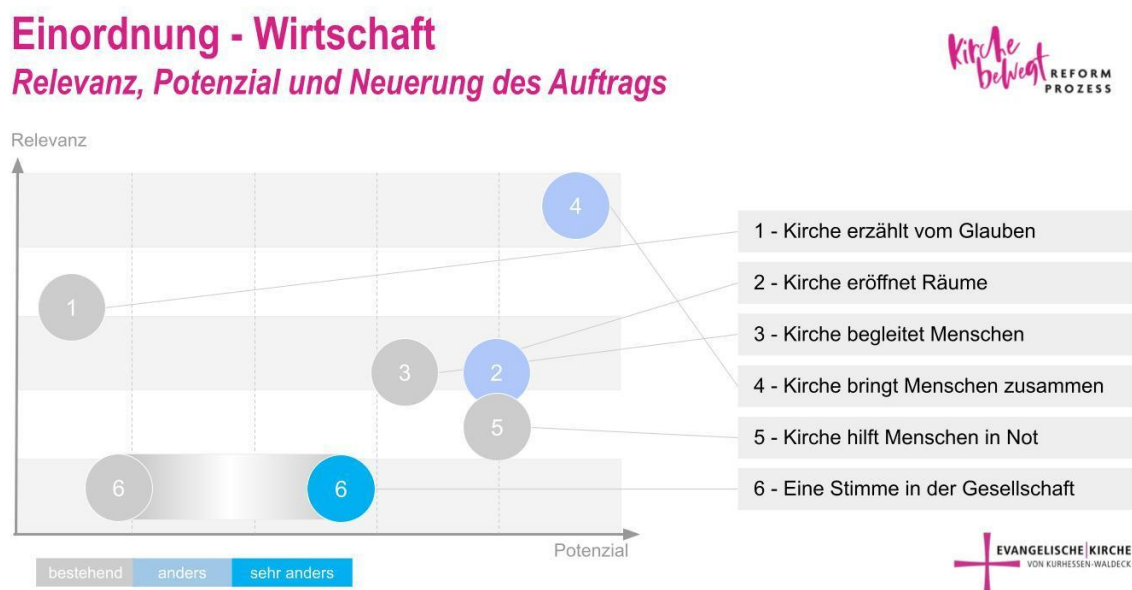 Einordnung - Wirtschaft
Relevanz, Potenzial und Neuerung des Auftrags
Kirche
bewegt
REFORM
PROZESS
Relevanz
4
1
3
2
5
6
6
1 - Kirche erzählt vom Glauben
2 - Kirche eröffnet Räume
3 - Kirche begleitet Menschen
4 - Kirche bringt Menschen zusammen
5 - Kirche hilft Menschen in Not
6 - Eine Stimme in der Gesellschaft
Potenzial
bestehend anders sehr anders
EVANGELISCHE KIRCHE
VON KURHESSEN-WALDECK